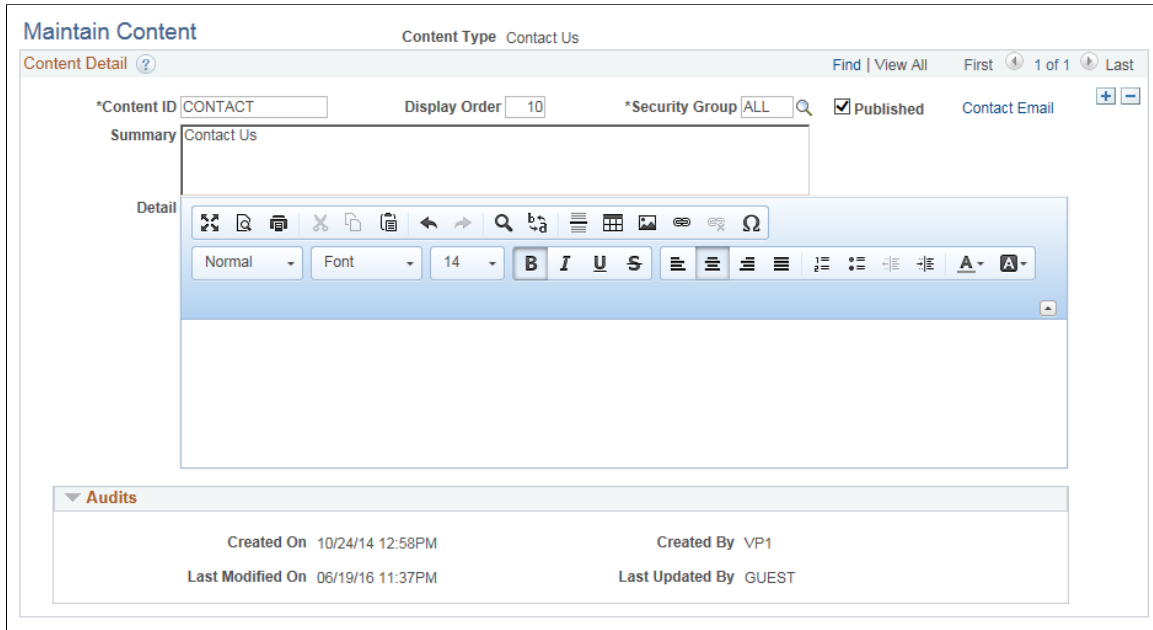 Maintain Content
Content Type Contact Us
Content Detail ? Find | View All First 1 of 1 Last
*Content ID CONTACT Display Order 10 *Security Group ALL Published Contact Email
Summary Contact Us
Detail
Normal Font 14 B I U S A A
Audits
Created On 10/24/14 12:58PM Created By VP1
Last Modified On 06/19/16 11:37PM Last Updated By GUEST